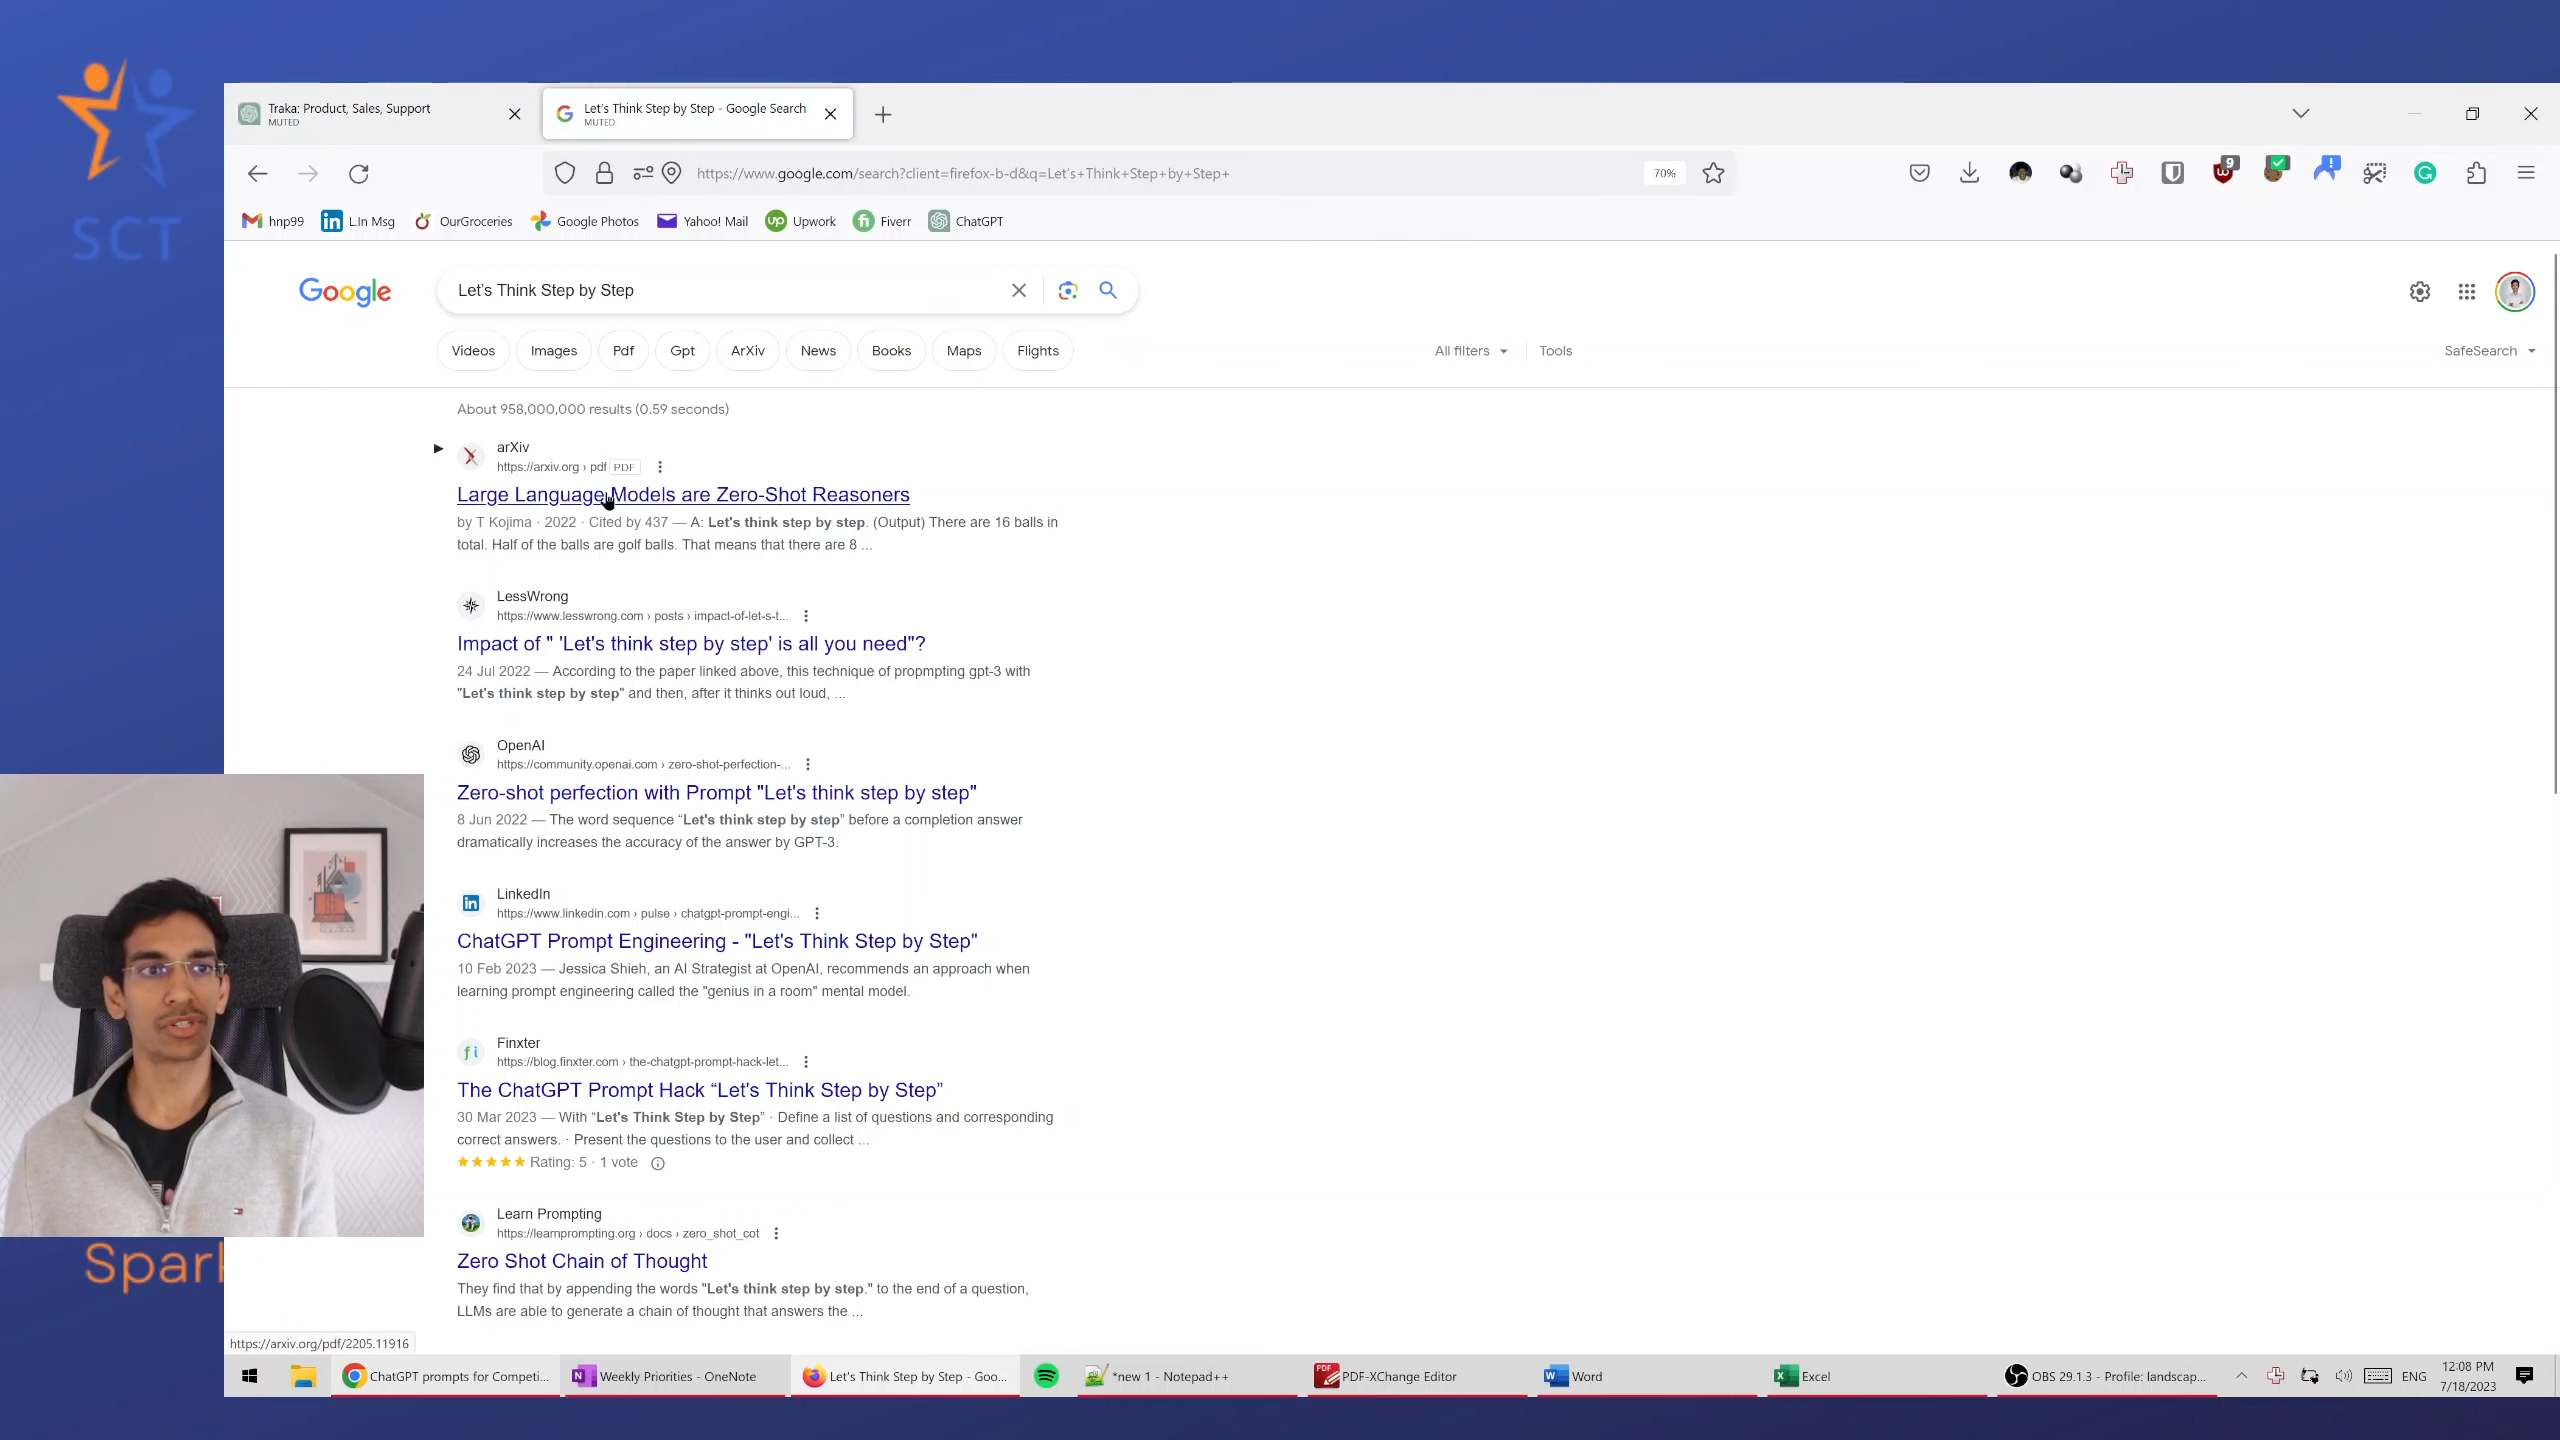 SCT
Traka: Product, Sales, Support
MUTED
Let's Think Step by Step - Google Search
MUTED
https://www.google.com/search?client=firefox-b-d&q=Let's+Think+Step+by+Step+
70%
9
hnp99
L.In Msg
OurGroceries
Google Photos
Yahoo! Mail
Upwork
Fiverr
ChatGPT
Google
Let's Think Step by Step
Videos
Images
Pdf
Gpt
ArXiv
News
Books
Maps
Flights
All filters
Tools
SafeSearch
About 958,000,000 results (0.59 seconds)
arXiv
https://arxiv.org › pdf PDF
Large Language Models are Zero-Shot Reasoners
by T Kojima · 2022 · Cited by 437 — A: Let's think step by step. (Output) There are 16 balls in
total. Half of the balls are golf balls. That means that there are 8 ...
LessWrong
https://www.lesswrong.com › posts › impact-of-let-s-t...
Impact of " 'Let's think step by step' is all you need"?
24 Jul 2022 — According to the paper linked above, this technique of propmpting gpt-3 with
"Let's think step by step" and then, after it thinks out loud, ...
OpenAI
https://community.openai.com › zero-shot-perfection-...
Zero-shot perfection with Prompt "Let's think step by step"
8 Jun 2022 — The word sequence “Let's think step by step” before a completion answer
dramatically increases the accuracy of the answer by GPT-3.
LinkedIn
https://www.linkedin.com › pulse › chatgpt-prompt-engi...
ChatGPT Prompt Engineering - "Let's Think Step by Step"
10 Feb 2023 — Jessica Shieh, an AI Strategist at OpenAI, recommends an approach when
learning prompt engineering called the "genius in a room" mental model.
Finxter
https://blog.finxter.com › the-chatgpt-prompt-hack-let...
The ChatGPT Prompt Hack “Let's Think Step by Step”
30 Mar 2023 — With “Let's Think Step by Step” · Define a list of questions and corresponding
correct answers. · Present the questions to the user and collect ...
Rating: 5 · 1 vote
Learn Prompting
https://learnprompting.org › docs › zero_shot_cot
Zero Shot Chain of Thought
They find that by appending the words "Let's think step by step." to the end of a question,
LLMs are able to generate a chain of thought that answers the ...
Spark
https://arxiv.org/pdf/2205.11916
ChatGPT prompts for Competi...
Weekly Priorities - OneNote
Let's Think Step by Step - Goo...
*new 1 - Notepad++
PDF-XChange Editor
Word
Excel
OBS 29.1.3 - Profile: landscap...
ENG
12:08 PM
7/18/2023